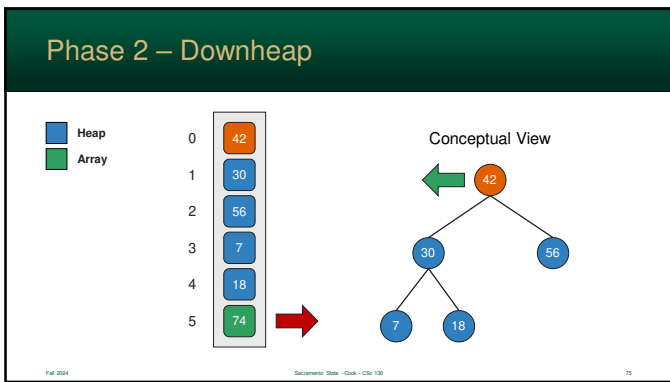 Phase 2 – Downheap
Heap
Array
0 42
1 30
2 56
3 7
4 18
5 74
Conceptual View
42
30 56
7 18
Fall 2024 Sacramento State - Cook - CSc 130 75